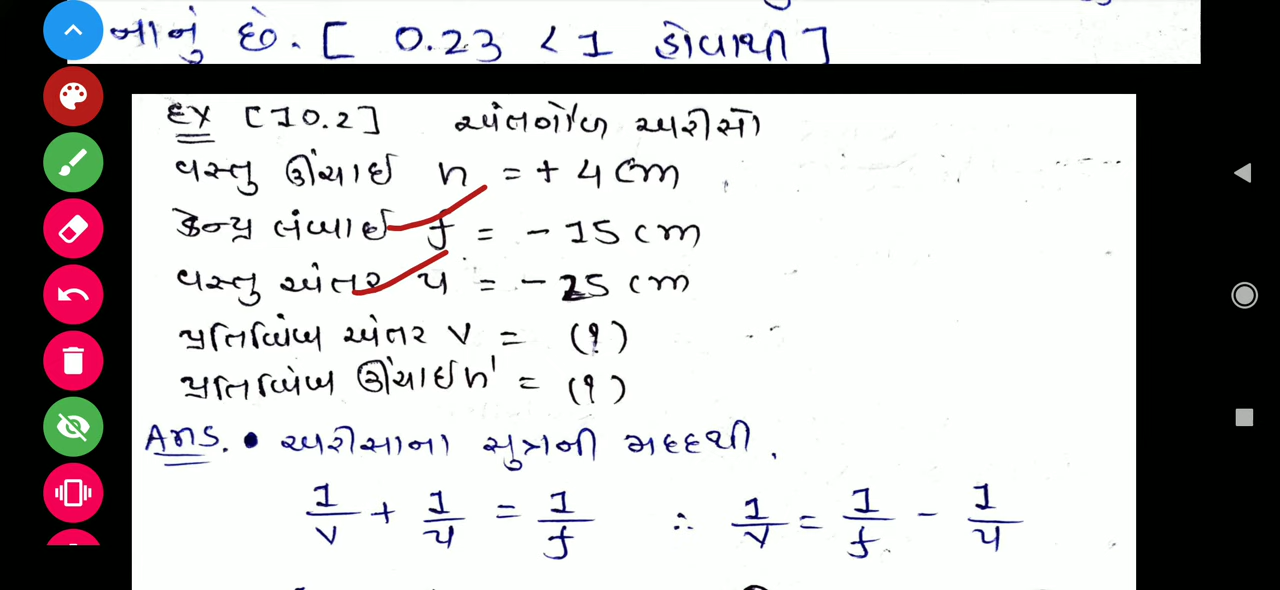 નાનું છે. [ 0.23 < 1 હોવાથી ]
Ex [10.2] અંતર્ગોળ અરીસો
વસ્તુ ઊંચાઈ h = + 4 cm
કેન્દ્ર લંબાઈ f = - 15 cm
વસ્તુ અંતર u = - 25 cm
પ્રતિબિંબ અંતર v = (?)
પ્રતિબિંબ ઊંચાઈ h' = (?)
Ans. • અરીસાના સુત્રની મદદથી.
1/v + 1/u = 1/f ∴ 1/v = 1/f - 1/u